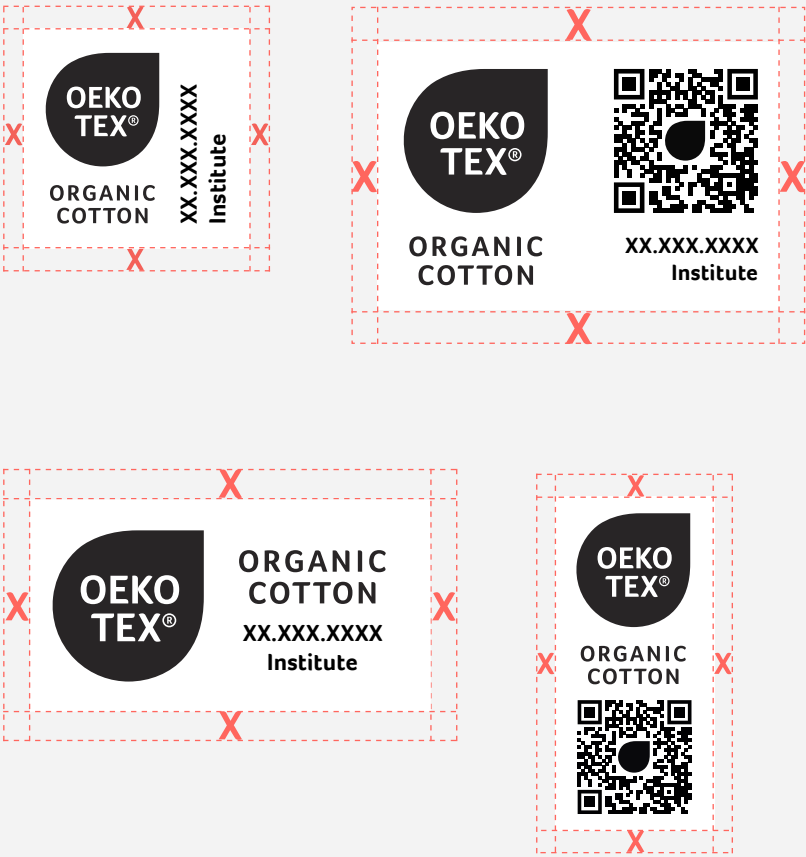 X
OEKO
TEX®
ORGANIC
COTTON
XX.XXX.XXXX
Institute
X
X
X
X
OEKO
TEX®
ORGANIC
COTTON
XX.XXX.XXXX
Institute
X
X
X
X
OEKO
TEX®
ORGANIC
COTTON
XX.XXX.XXXX
Institute
X
X
X
X
OEKO
TEX®
ORGANIC
COTTON
X
X
X